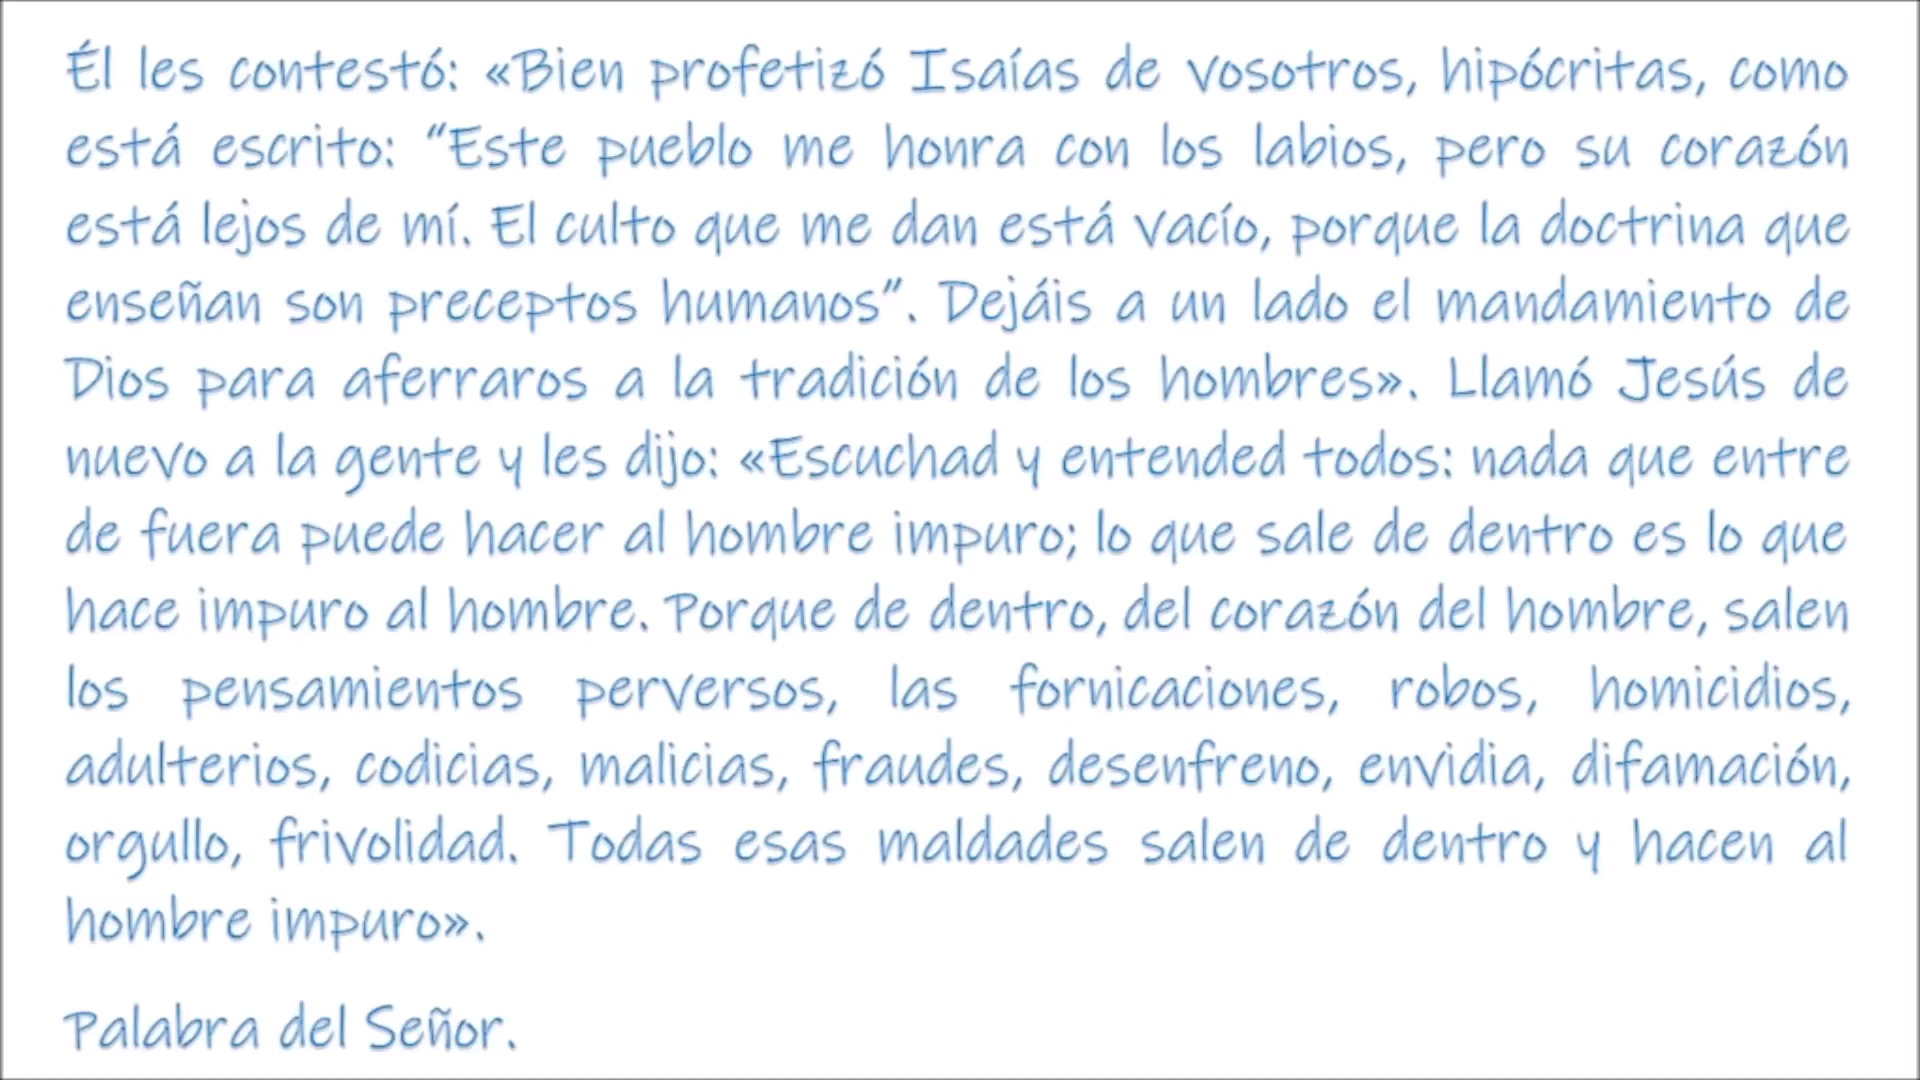 Él les contestó: «Bien profetizó Isaías de vosotros, hipócritas, como
está escrito: “Este pueblo me honra con los labios, pero su corazón
está lejos de mí. El culto que me dan está vacío, porque la doctrina que
enseñan son preceptos humanos”. Dejáis a un lado el mandamiento de
Dios para aferraros a la tradición de los hombres». Llamó Jesús de
nuevo a la gente y les dijo: «Escuchad y entended todos: nada que entre
de fuera puede hacer al hombre impuro; lo que sale de dentro es lo que
hace impuro al hombre. Porque de dentro, del corazón del hombre, salen
los pensamientos perversos, las fornicaciones, robos, homicidios,
adulterios, codicias, malicias, fraudes, desenfreno, envidia, difamación,
orgullo, frivolidad. Todas esas maldades salen de dentro y hacen al
hombre impuro».
Palabra del Señor.